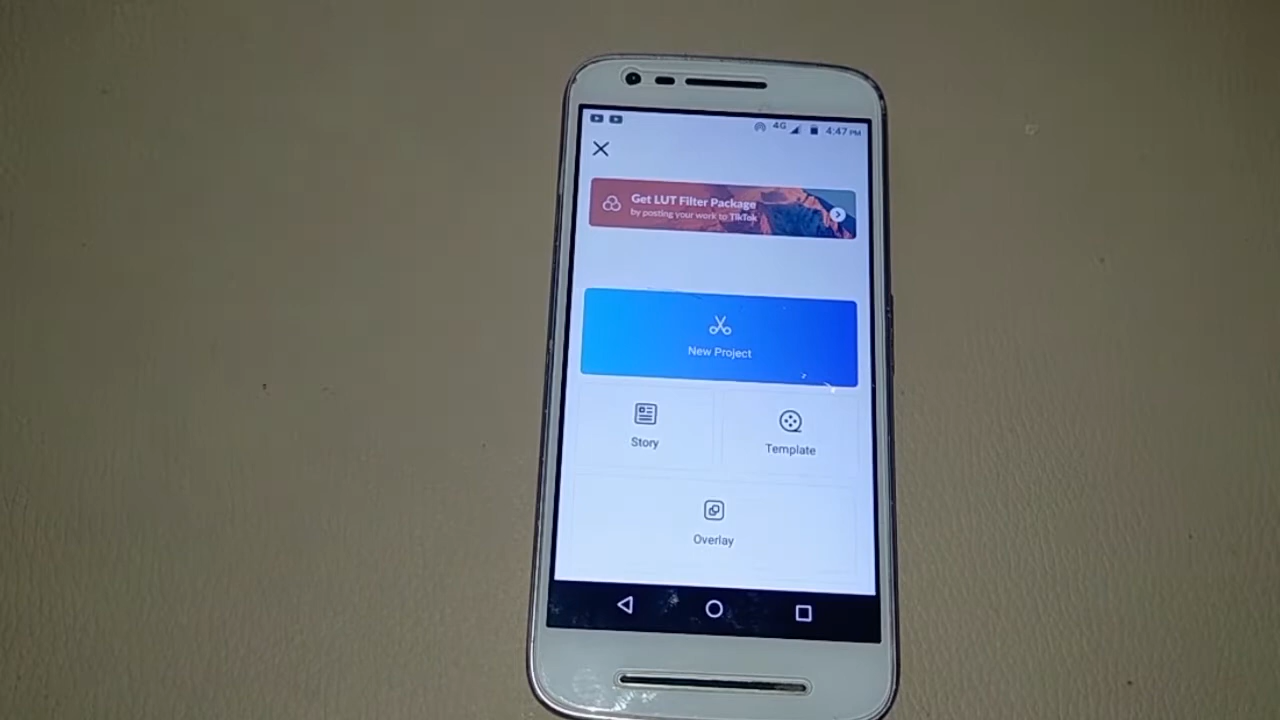 4G 4:47 PM
Get LUT Filter Package
by posting your work to TikTok
New Project
Story
Template
Overlay